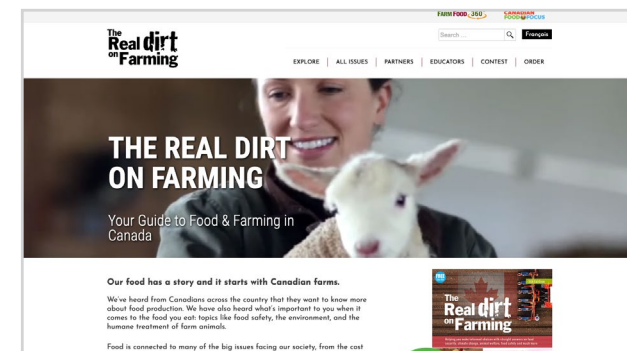 FARM FOOD 360
CANADIAN
FOOD FOCUS
The
Real dirt
on Farming
Search ...
Français
EXPLORE
ALL ISSUES
PARTNERS
EDUCATORS
CONTEST
ORDER
THE REAL DIRT
ON FARMING
Your Guide to Food & Farming in
Canada
Our food has a story and it starts with Canadian farms.
We've heard from Canadians across the country that they want to know more
about food production. We have also heard what's important to you when it
comes to the food you eat: topics like food safety, the environment, and the
humane treatment of farm animals.
Food is connected to many of the big issues facing our society, from the cost
FREE
The
Real dirt
on Farming